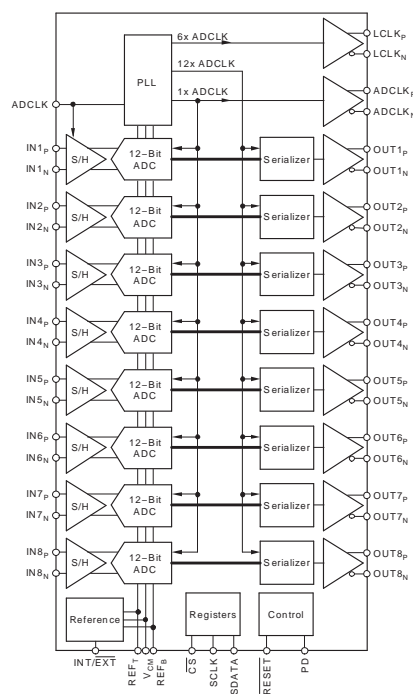 6x ADCLK
LCLKP
LCLKN
PLL
12x ADCLK
1x ADCLK
ADCLKP
ADCLKN
ADCLK
IN1P
IN1N
S/H
12-Bit
ADC
Serializer
OUT1P
OUT1N
IN2P
IN2N
S/H
12-Bit
ADC
Serializer
OUT2P
OUT2N
IN3P
IN3N
S/H
12-Bit
ADC
Serializer
OUT3P
OUT3N
IN4P
IN4N
S/H
12-Bit
ADC
Serializer
OUT4P
OUT4N
IN5P
IN5N
S/H
12-Bit
ADC
Serializer
OUT5P
OUT5N
IN6P
IN6N
S/H
12-Bit
ADC
Serializer
OUT6P
OUT6N
IN7P
IN7N
S/H
12-Bit
ADC
Serializer
OUT7P
OUT7N
IN8P
IN8N
S/H
12-Bit
ADC
Serializer
OUT8P
OUT8N
Reference
Registers
Control
INT/EXT
REFT
VCM
REFB
CS
SCLK
SDATA
RESET
PD